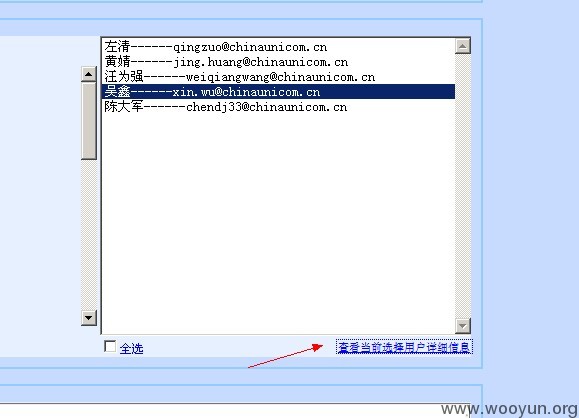 左清------qingzuo@chinaunicom.cn
黄婧------jing.huang@chinaunicom.cn
汪为强------weiqiangwang@chinaunicom.cn
吴鑫------xin.wu@chinaunicom.cn
陈大军------chendj33@chinaunicom.cn
全选 查看当前选择用户详细信息
www.wooyun.org